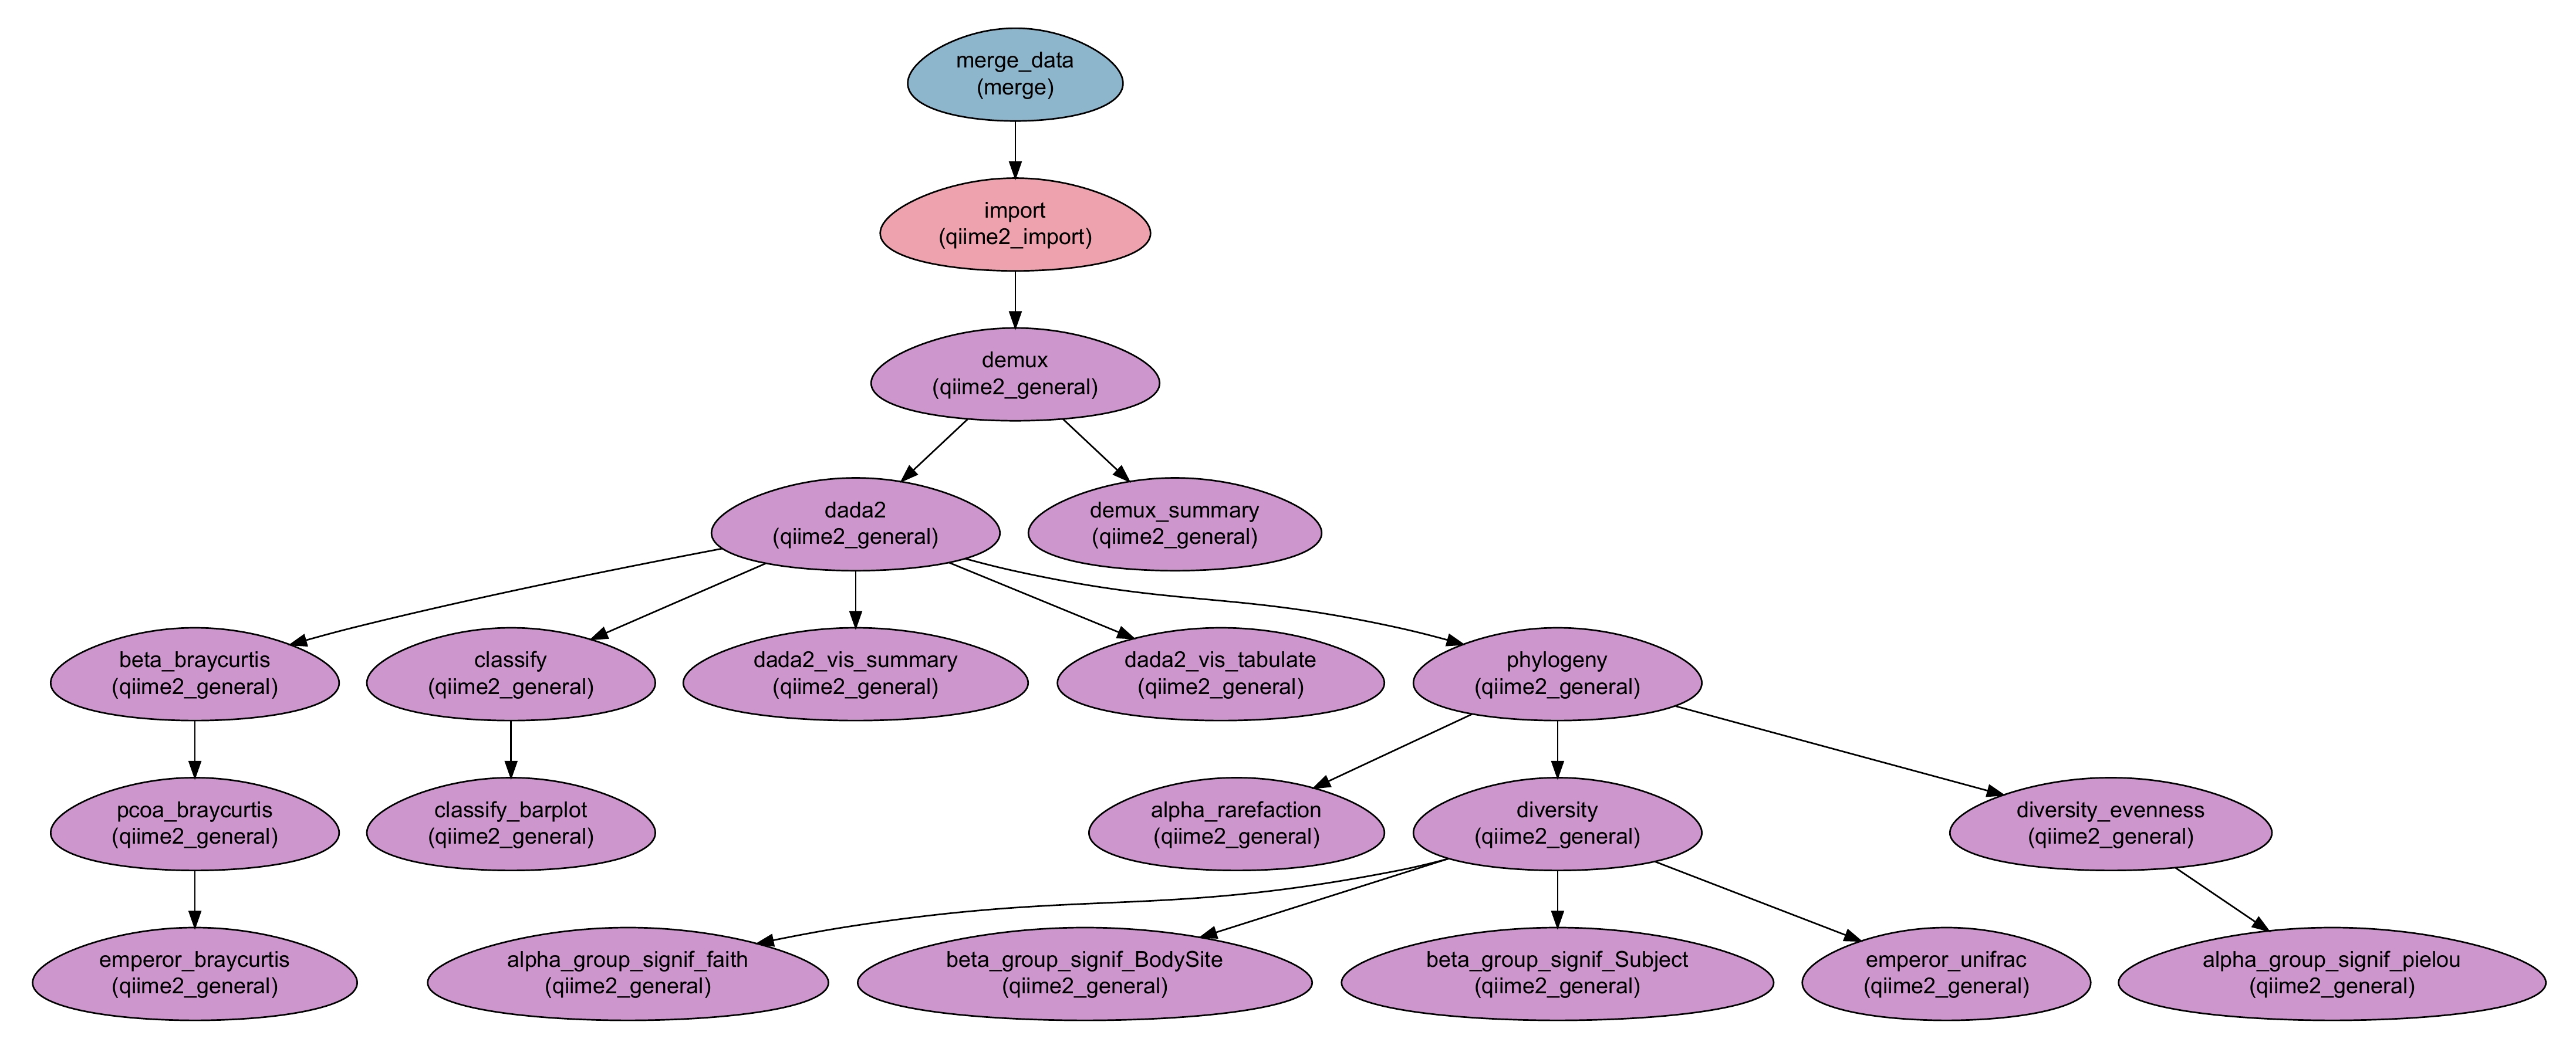 merge_data
(merge)
import
(qiime2_import)
demux
(qiime2_general)
dada2
(qiime2_general)
demux_summary
(qiime2_general)
beta_braycurtis
(qiime2_general)
classify
(qiime2_general)
dada2_vis_summary
(qiime2_general)
dada2_vis_tabulate
(qiime2_general)
phylogeny
(qiime2_general)
pcoa_braycurtis
(qiime2_general)
classify_barplot
(qiime2_general)
alpha_rarefaction
(qiime2_general)
diversity
(qiime2_general)
diversity_evenness
(qiime2_general)
emperor_braycurtis
(qiime2_general)
alpha_group_signif_faith
(qiime2_general)
beta_group_signif_BodySite
(qiime2_general)
beta_group_signif_Subject
(qiime2_general)
emperor_unifrac
(qiime2_general)
alpha_group_signif_pielou
(qiime2_general)